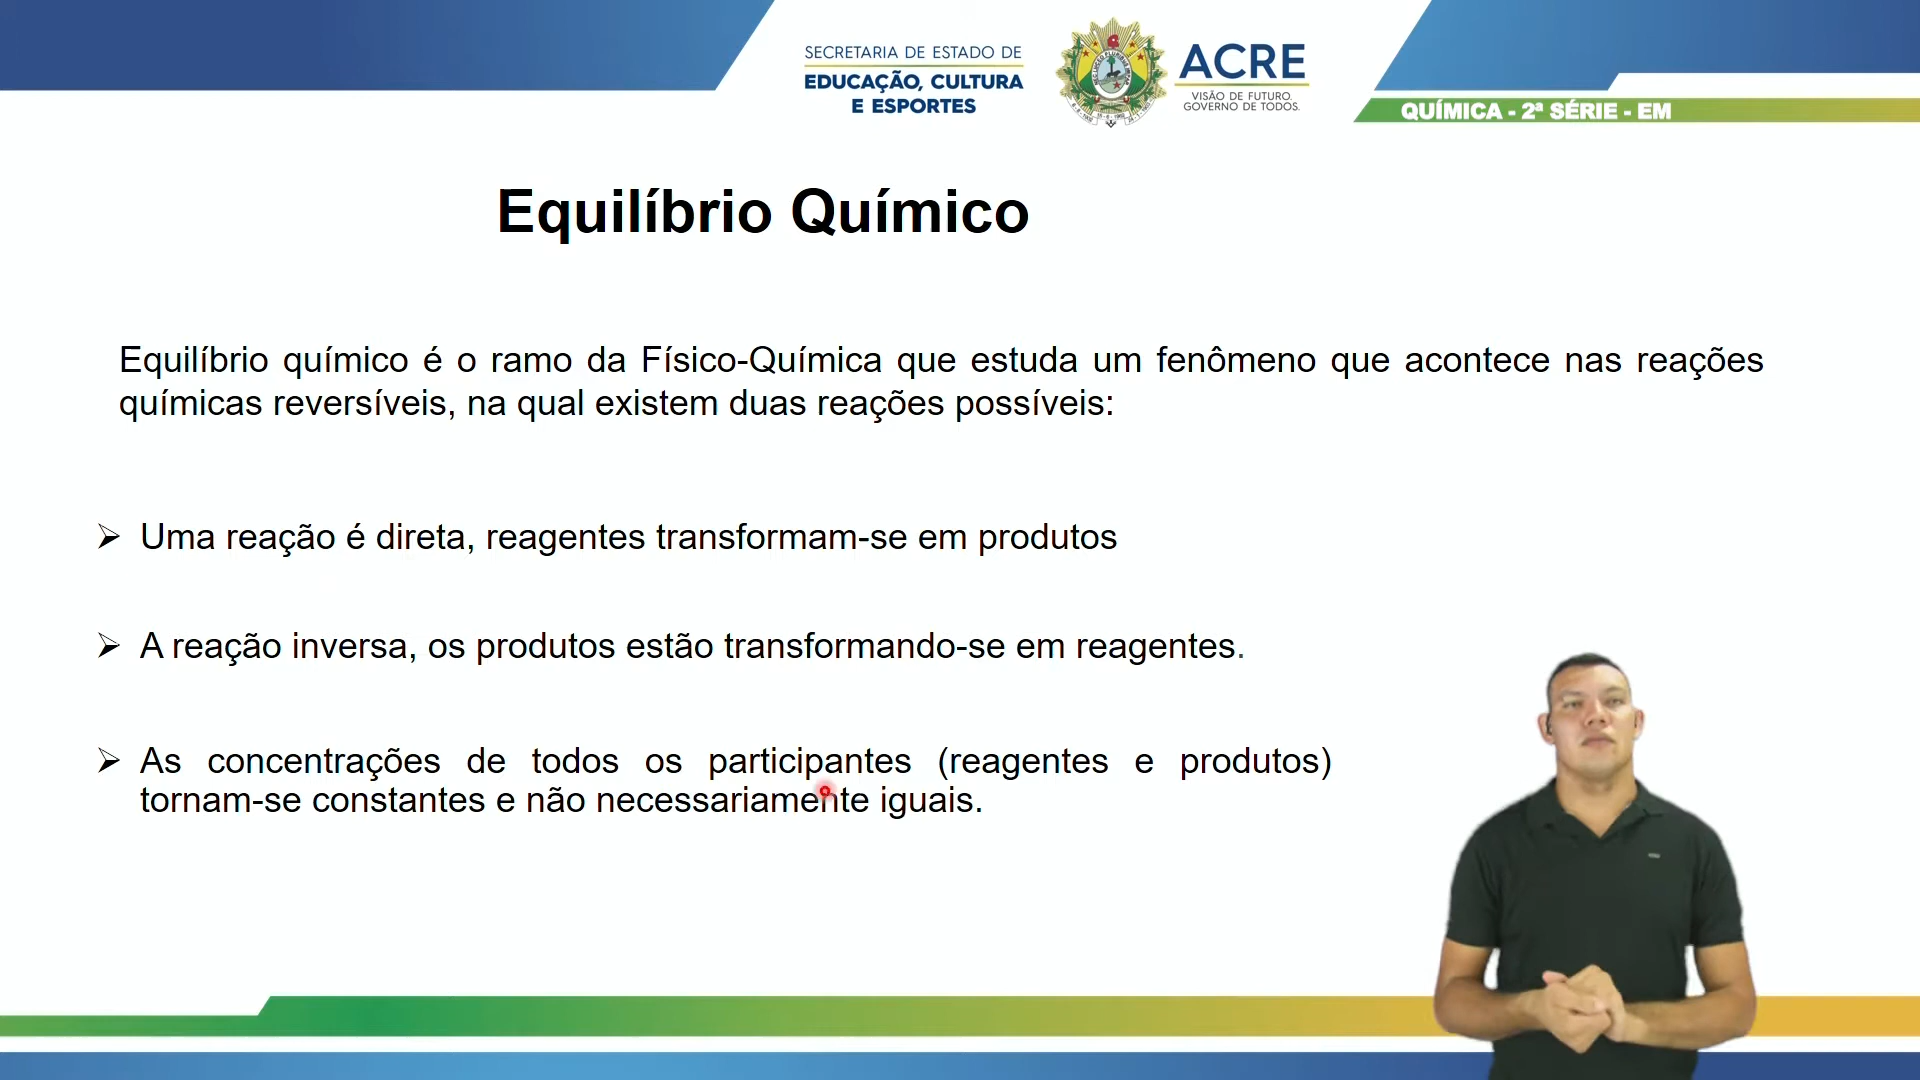 SECRETARIA DE ESTADO DE
EDUCAÇÃO, CULTURA
E ESPORTES
ACRE
VISÃO DE FUTURO.
GOVERNO DE TODOS.
QUÍMICA - 2ª SÉRIE - EM
Equilíbrio Químico
Equilíbrio químico é o ramo da Físico-Química que estuda um fenômeno que acontece nas reações
químicas reversíveis, na qual existem duas reações possíveis:
➢ Uma reação é direta, reagentes transformam-se em produtos
➢ A reação inversa, os produtos estão transformando-se em reagentes.
➢ As concentrações de todos os participantes (reagentes e produtos)
tornam-se constantes e não necessariamente iguais.